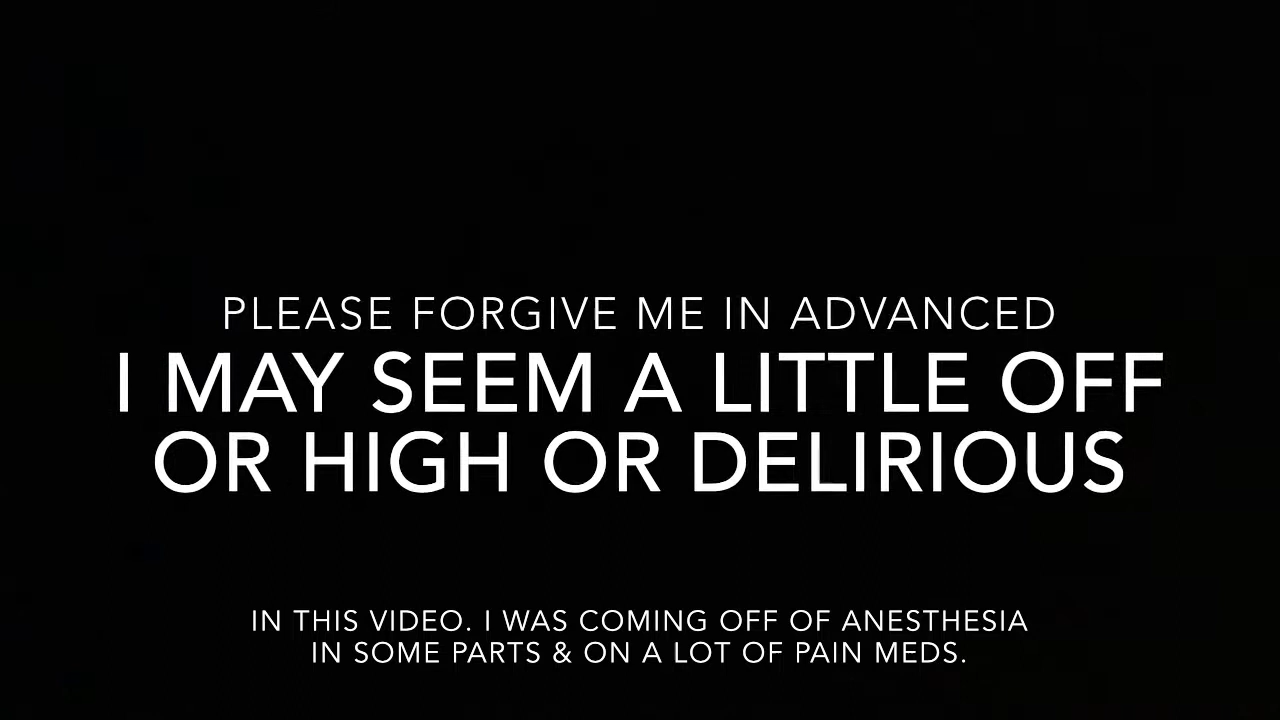 PLEASE FORGIVE ME IN ADVANCED
I MAY SEEM A LITTLE OFF
OR HIGH OR DELIRIOUS
IN THIS VIDEO. I WAS COMING OFF OF ANESTHESIA
IN SOME PARTS & ON A LOT OF PAIN MEDS.